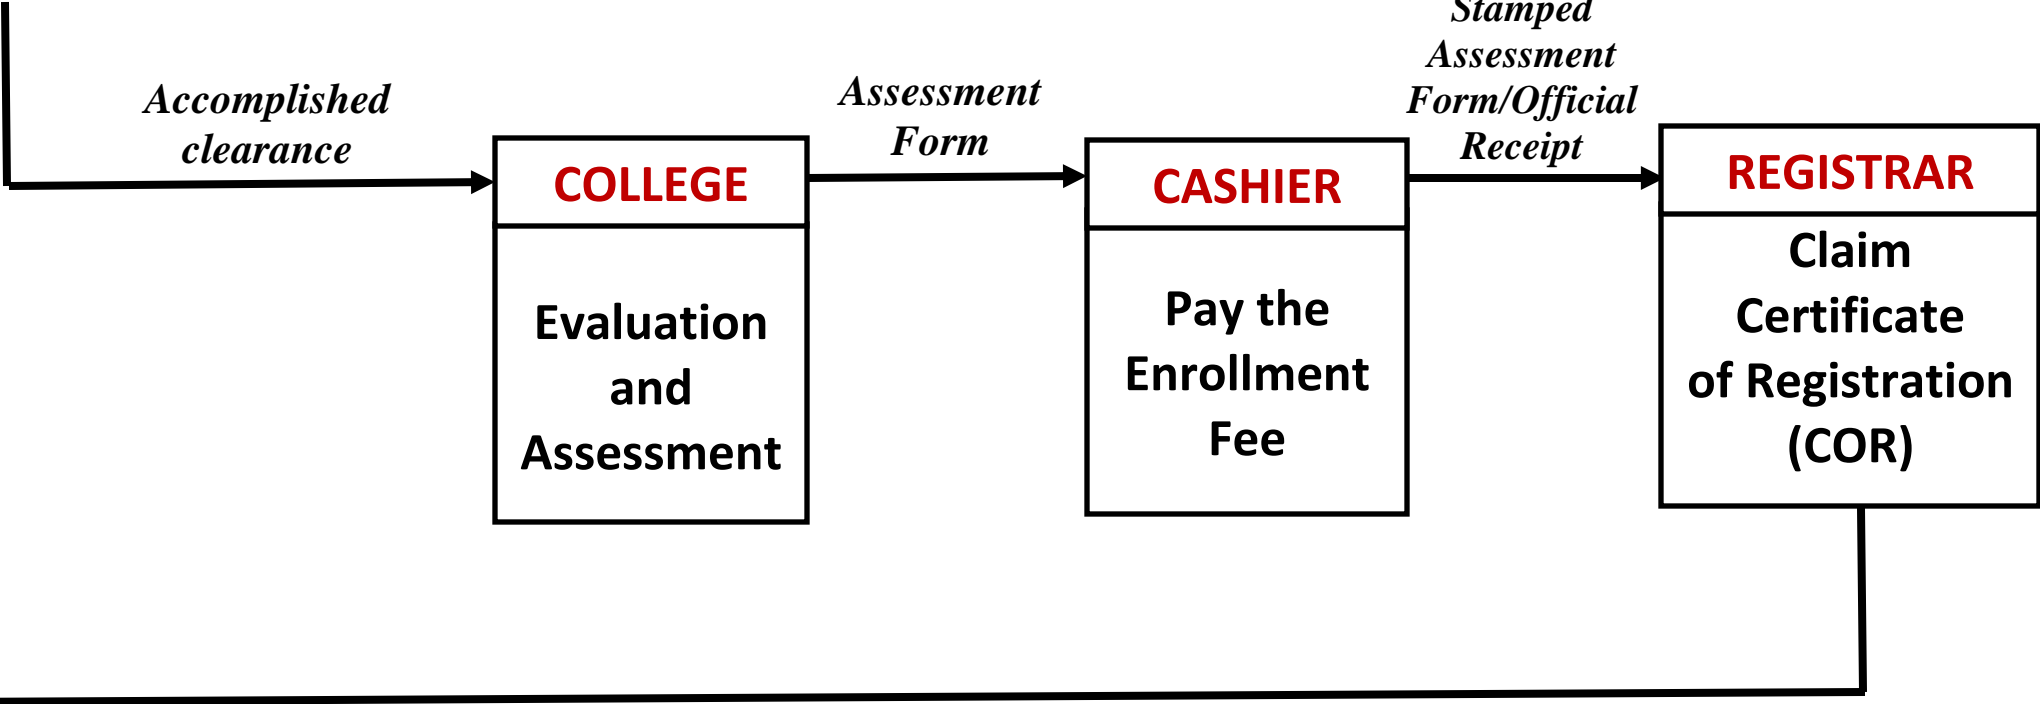 Accomplished
clearance
COLLEGE
Evaluation
and
Assessment
Assessment
Form
CASHIER
Pay the
Enrollment
Fee
Stamped
Assessment
Form/Official
Receipt
REGISTRAR
Claim
Certificate
of Registration
(COR)